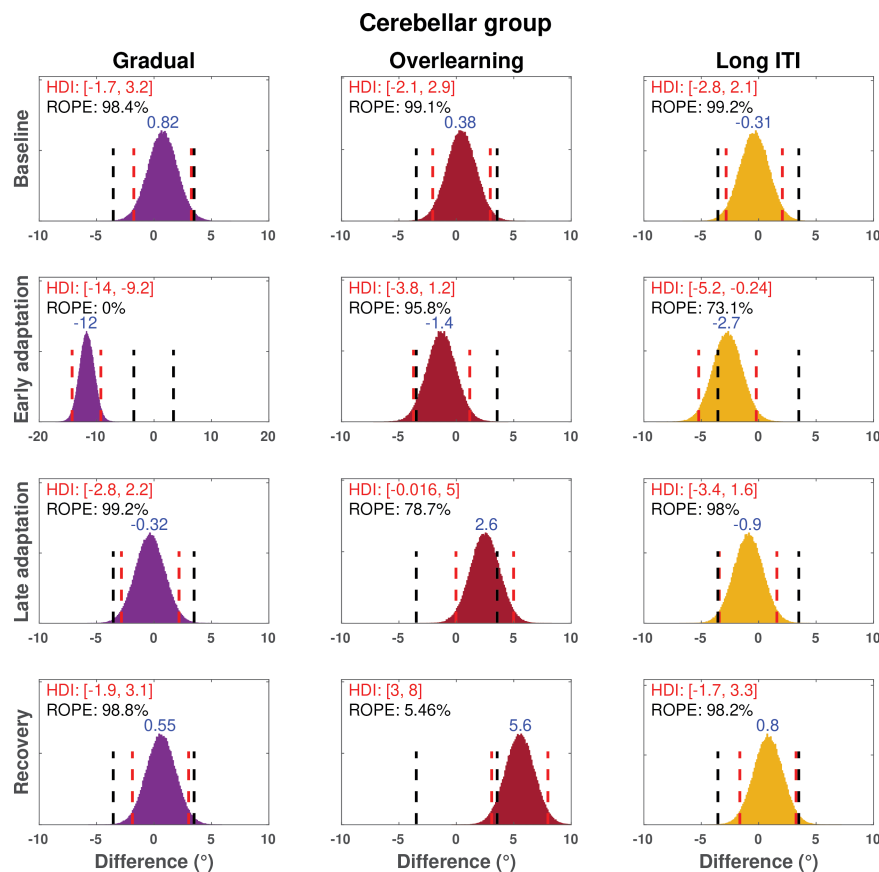 Cerebellar group
Gradual
Overlearning
Long ITI
Baseline
HDI: [-1.7, 3.2]
ROPE: 98.4%
0.82
-10 -5 0 5 10
HDI: [-2.1, 2.9]
ROPE: 99.1%
0.38
-10 -5 0 5 10
HDI: [-2.8, 2.1]
ROPE: 99.2%
-0.31
-10 -5 0 5 10
Early adaptation
HDI: [-14, -9.2]
ROPE: 0%
-12
-20 -10 0 10 20
HDI: [-3.8, 1.2]
ROPE: 95.8%
-1.4
-10 -5 0 5 10
HDI: [-5.2, -0.24]
ROPE: 73.1%
-2.7
-10 -5 0 5 10
Late adaptation
HDI: [-2.8, 2.2]
ROPE: 99.2%
-0.32
-10 -5 0 5 10
HDI: [-0.016, 5]
ROPE: 78.7%
2.6
-10 -5 0 5 10
HDI: [-3.4, 1.6]
ROPE: 98%
-0.9
-10 -5 0 5 10
Recovery
HDI: [-1.9, 3.1]
ROPE: 98.8%
0.55
-10 -5 0 5 10
Difference (°)
HDI: [3, 8]
ROPE: 5.46%
5.6
-10 -5 0 5 10
Difference (°)
HDI: [-1.7, 3.3]
ROPE: 98.2%
0.8
-10 -5 0 5 10
Difference (°)